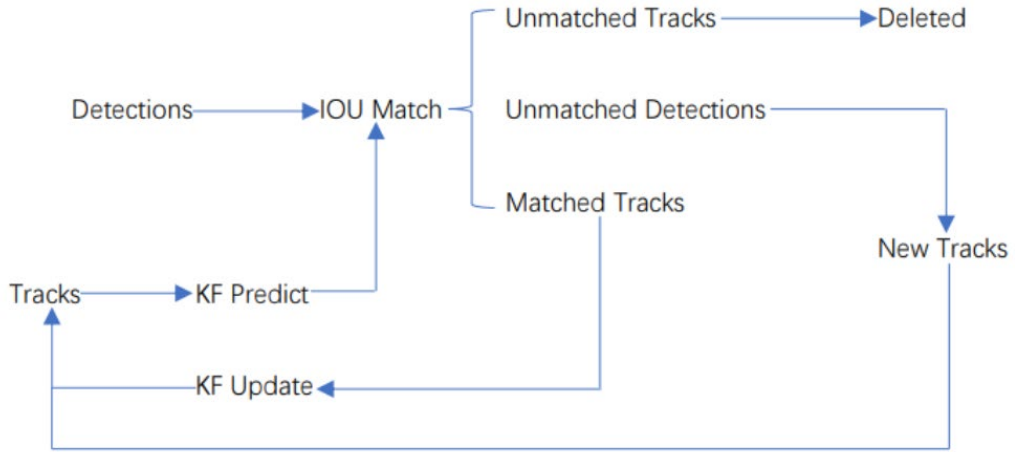 Unmatched Tracks
Deleted
Detections
IOU Match
Unmatched Detections
Matched Tracks
New Tracks
Tracks
KF Predict
KF Update